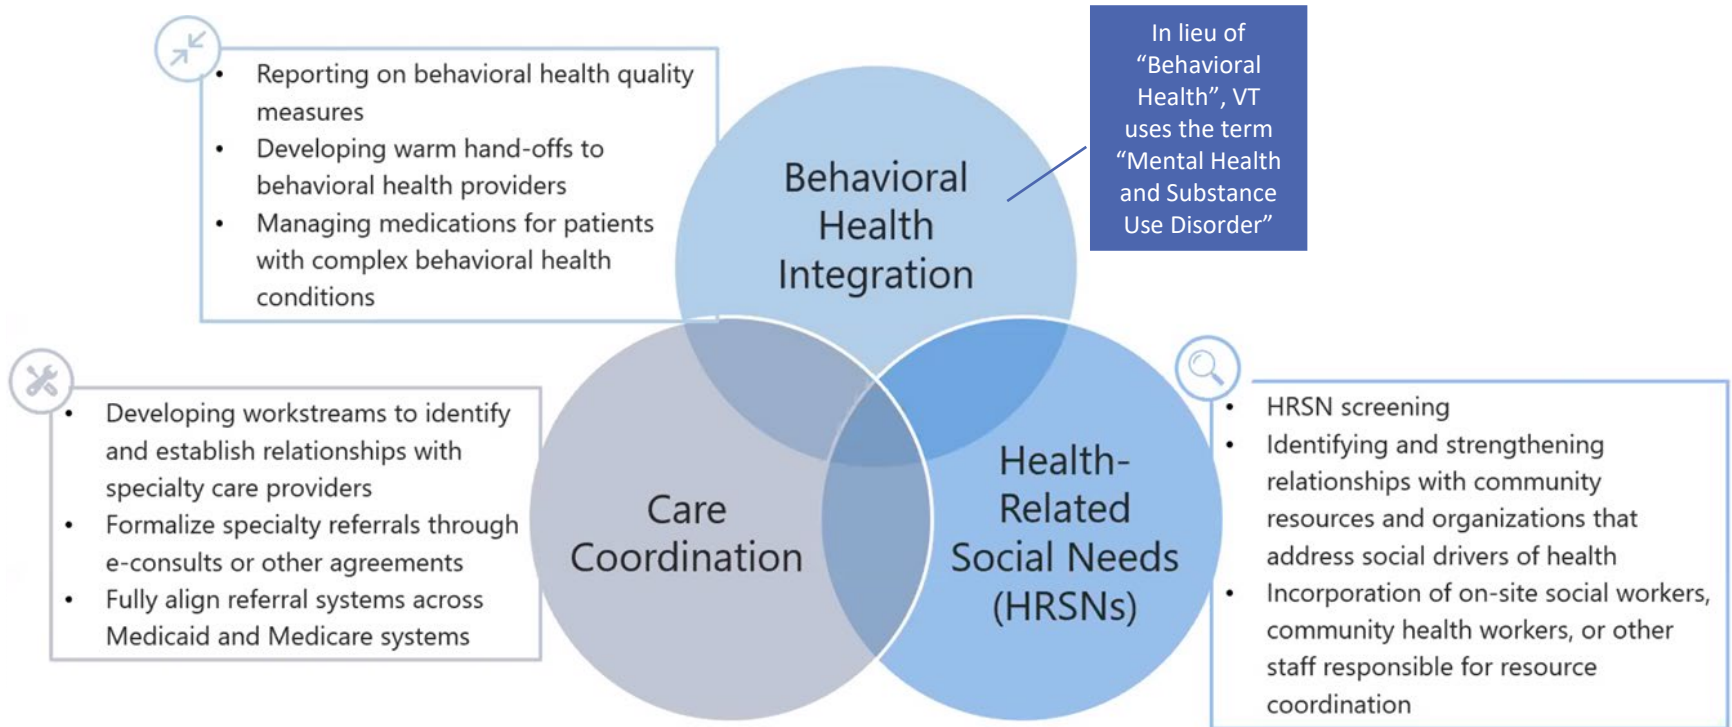 • Reporting on behavioral health quality
measures
• Developing warm hand-offs to
behavioral health providers
• Managing medications for patients
with complex behavioral health
conditions
Behavioral
Health
Integration
In lieu of
“Behavioral
Health”, VT
uses the term
“Mental Health
and Substance
Use Disorder”
• Developing workstreams to identify
and establish relationships with
specialty care providers
• Formalize specialty referrals through
e-consults or other agreements
• Fully align referral systems across
Medicaid and Medicare systems
Care
Coordination
Health-
Related
Social Needs
(HRSNs)
• HRSN screening
• Identifying and strengthening
relationships with community
resources and organizations that
address social drivers of health
• Incorporation of on-site social workers,
community health workers, or other
staff responsible for resource
coordination